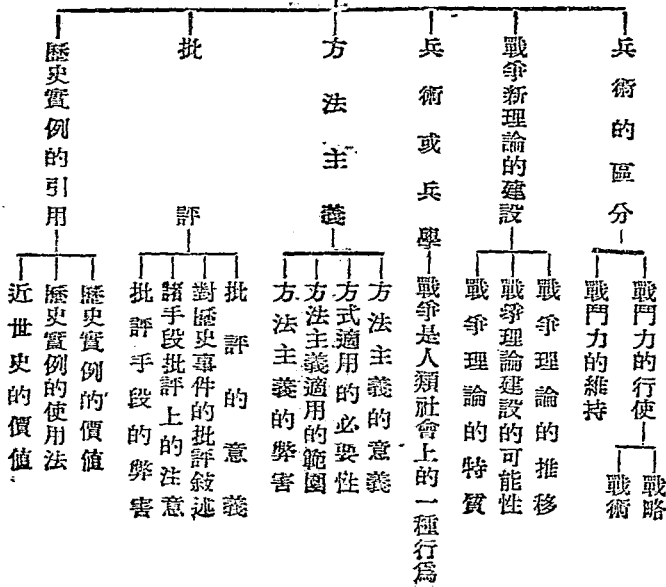 兵術的區分
戰鬥力的行使
戰略
戰術
戰鬥力的維持
戰爭新理論的建設
戰爭理論的推移
戰爭理論建設的可能性
戰爭理論的特質
兵術或兵學
戰爭是人類社會上的一種行爲
方法主義
方法主義的意義
方式適用的必要性
方法主義適用的範圍
方法主義的弊害
批評
批評的意義
對歷史事件的批評敍述
諸手段批評上的注意
批評手段的弊害
歷史實例的引用
歷史實例的價值
歷史實例的使用法
近世史的價値